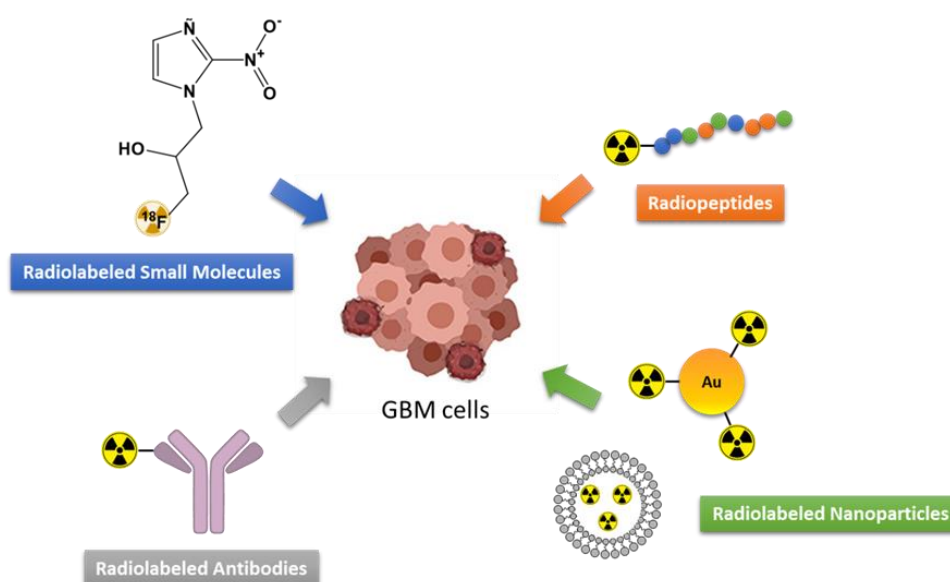 N̈
O⁻
N⁺
O
N
HO
18F
Radiolabeled Small Molecules
Radiopeptides
GBM cells
Au
Radiolabeled Nanoparticles
Radiolabeled Antibodies